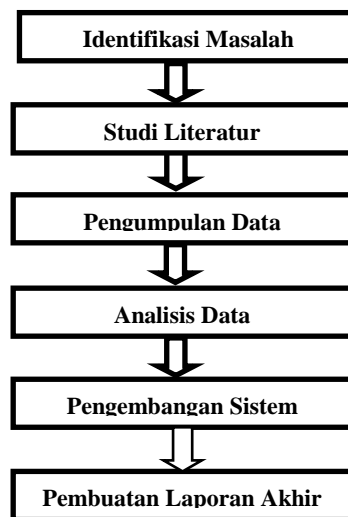 Identifikasi Masalah
Studi Literatur
Pengumpulan Data
Analisis Data
Pengembangan Sistem
Pembuatan Laporan Akhir